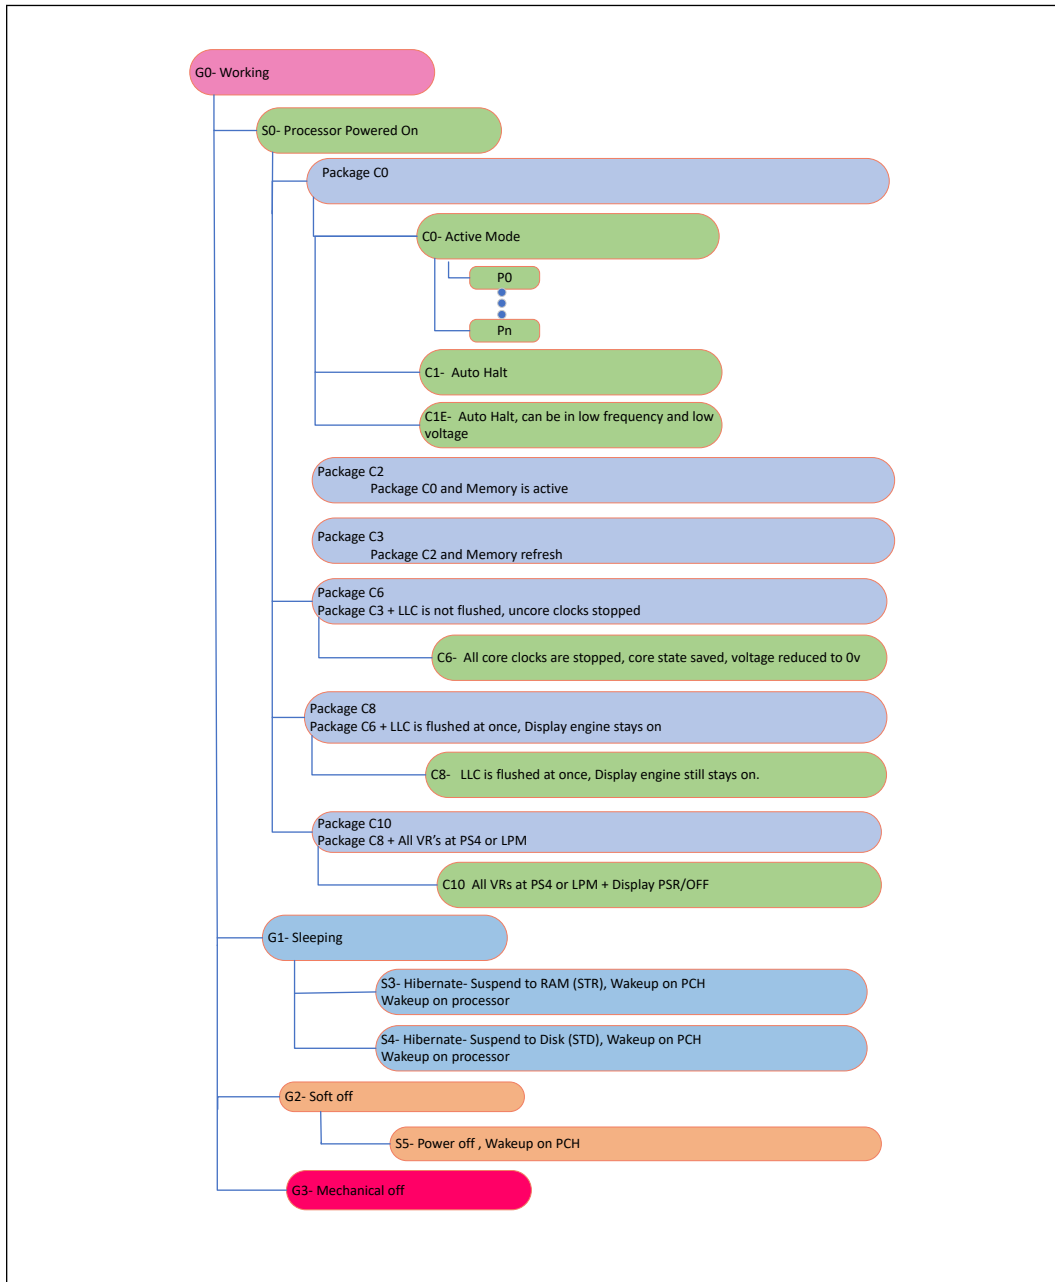 G0- Working
S0- Processor Powered On
Package C0
C0- Active Mode
P0
Pn
C1-  Auto Halt
C1E-  Auto Halt, can be in low frequency and low
voltage
Package C2
Package C0 and Memory is active
Package C3
Package C2 and Memory refresh
Package C6
Package C3 + LLC is not flushed, uncore clocks stopped
C6-  All core clocks are stopped, core state saved, voltage reduced to 0v
Package C8
Package C6 + LLC is flushed at once, Display engine stays on
C8-   LLC is flushed at once, Display engine still stays on.
Package C10
Package C8 + All VR’s at PS4 or LPM
C10  All VRs at PS4 or LPM + Display PSR/OFF
G1- Sleeping
S3- Hibernate- Suspend to RAM (STR), Wakeup on PCH
Wakeup on processor
S4- Hibernate- Suspend to Disk (STD), Wakeup on PCH
Wakeup on processor
G2- Soft off
S5- Power off , Wakeup on PCH
G3- Mechanical off